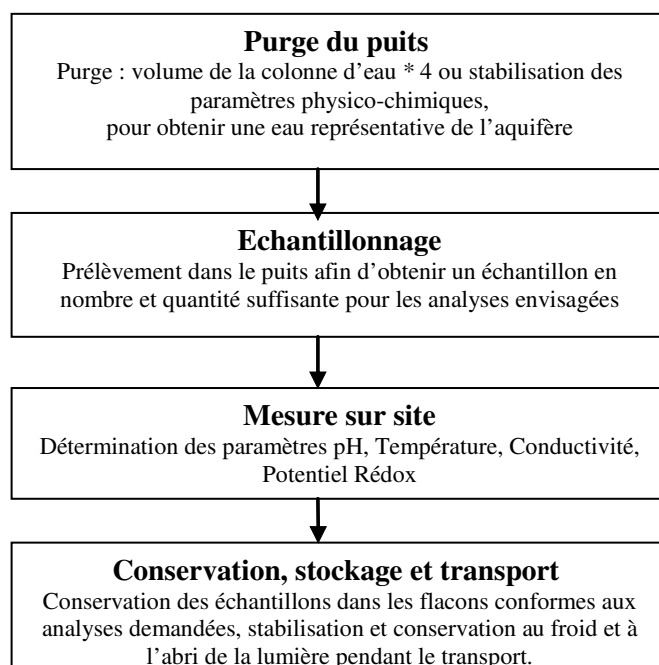 Purge du puits
Purge : volume de la colonne d’eau * 4 ou stabilisation des
paramètres physico-chimiques,
pour obtenir une eau représentative de l’aquifère
Echantillonnage
Prélèvement dans le puits afin d’obtenir un échantillon en
nombre et quantité suffisante pour les analyses envisagées
Mesure sur site
Détermination des paramètres pH, Température, Conductivité,
Potentiel Rédox
Conservation, stockage et transport
Conservation des échantillons dans les flacons conformes aux
analyses demandées, stabilisation et conservation au froid et à
l’abri de la lumière pendant le transport.